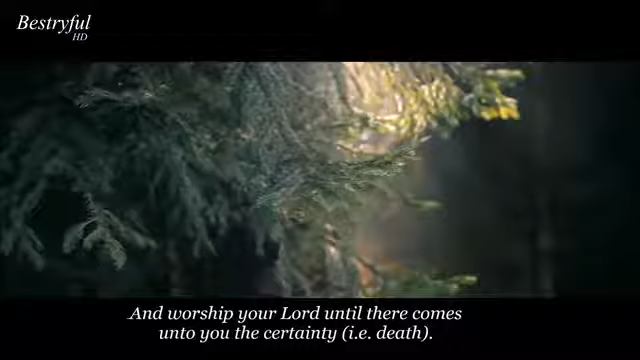 Bestryful
HD
And worship your Lord until there comes
unto you the certainty (i.e. death).